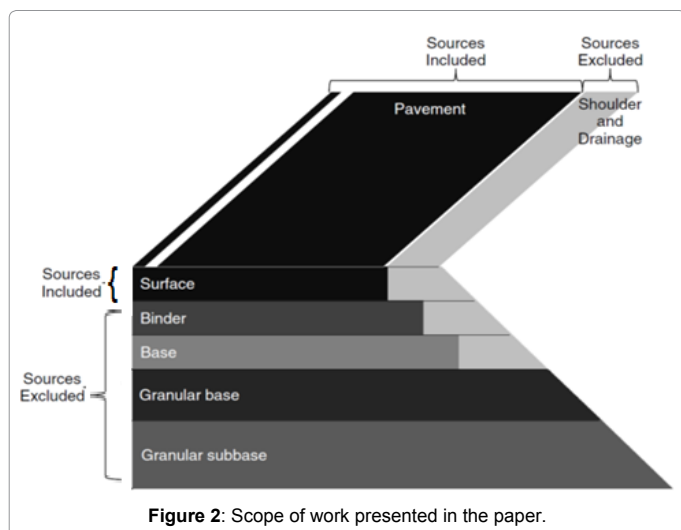 Sources
Included
Sources
Excluded
Pavement
Shoulder
and
Drainage
Sources
Included
Surface
Binder
Base
Sources
Excluded
Granular base
Granular subbase
Figure 2: Scope of work presented in the paper.